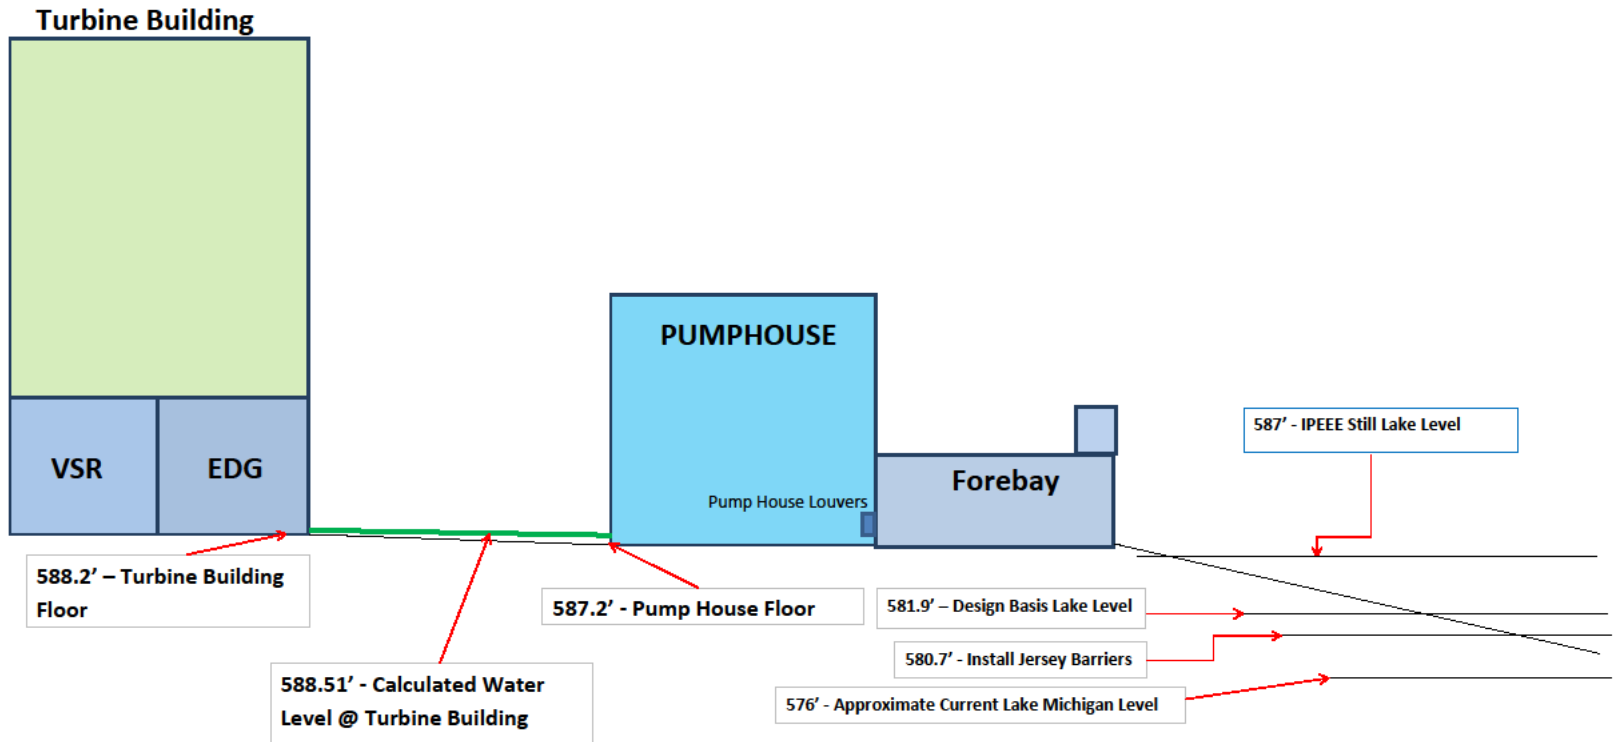 Turbine Building
PUMPHOUSE
587’ - IPEEE Still Lake Level
VSR
EDG
Forebay
Pump House Louvers
588.2’ – Turbine Building
Floor
587.2’ - Pump House Floor
581.9’ – Design Basis Lake Level
580.7’ - Install Jersey Barriers
588.51’ - Calculated Water
Level @ Turbine Building
576’ - Approximate Current Lake Michigan Level